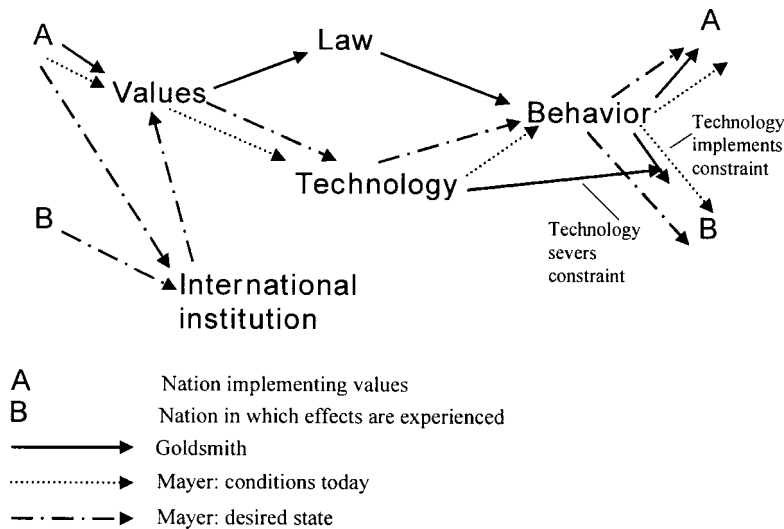 A
Law
A
Values
Behavior
Technology
implements
constraint
Technology
B
B
Technology
severs
constraint
International
institution
A Nation implementing values
B Nation in which effects are experienced
Goldsmith
Mayer: conditions today
Mayer: desired state